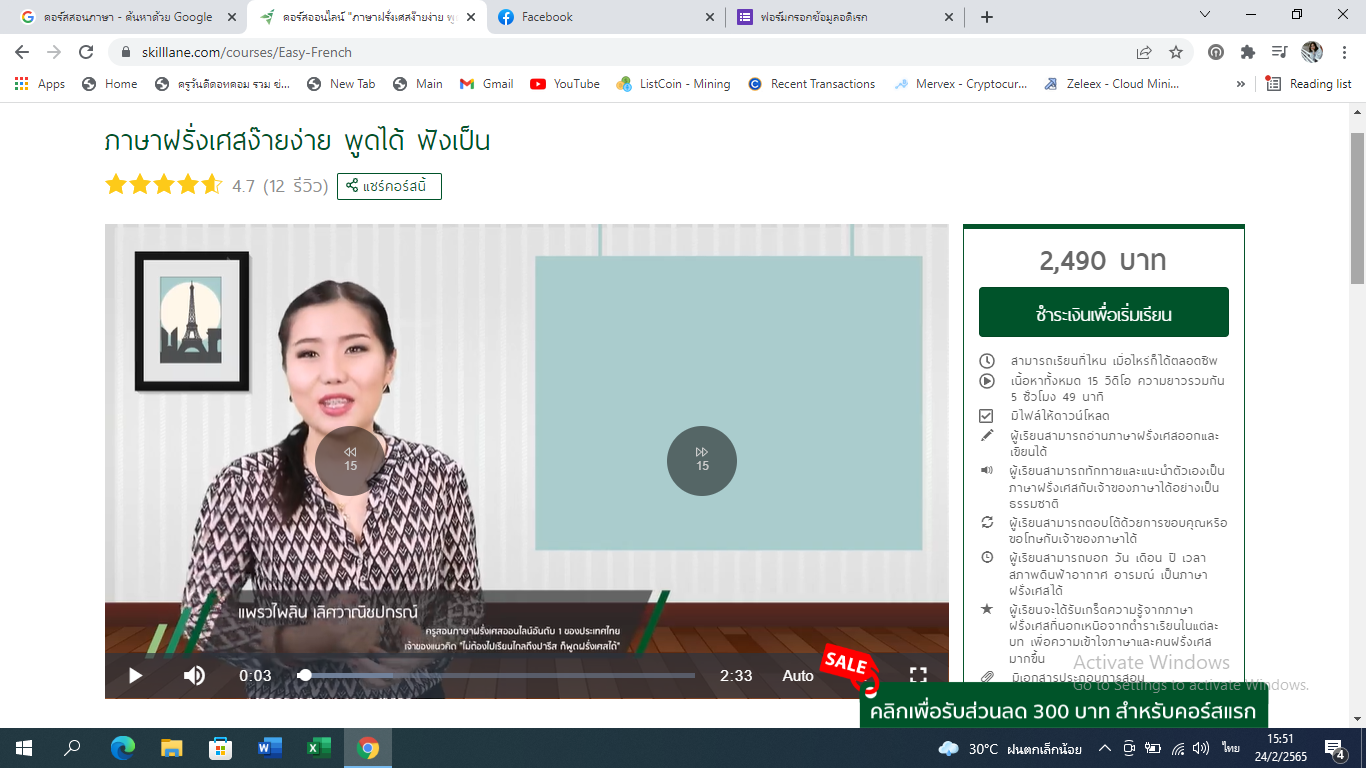 คอร์สสอนภาษา - ค้นหาด้วย Google
คอร์สออนไลน์ "ภาษาฝรั่งเศสง๊ายง่าย พูด
Facebook
ฟอร์มกรอกข้อมูลอดิเรก
skilllane.com/courses/Easy-French
Apps
Home
ครูวันดีดอทคอม รวม ข่...
New Tab
Main
Gmail
YouTube
ListCoin - Mining
Recent Transactions
Mervex - Cryptocur...
Zeleex - Cloud Mini...
»
Reading list
ภาษาฝรั่งเศสง๊ายง่าย พูดได้ ฟังเป็น
4.7 (12 รีวิว)
แชร์คอร์สนี้
15
15
แพรวไพลิน เลิศวาณิชปกรณ์
ครูสอนภาษาฝรั่งเศสออนไลน์อันดับ 1 ของประเทศไทย
เจ้าของแนวคิด "ไม่ต้องไปเรียนไกลถึงปารีส ก็พูดฝรั่งเศสได้"
0:03
2:33
Auto
2,490 บาท
ชำระเงินเพื่อเริ่มเรียน
สามารถเรียนที่ไหน เมื่อไหร่ก็ได้ตลอดชีพ
เนื้อหาทั้งหมด 15 วิดีโอ ความยาวรวมกัน
5 ชั่วโมง 49 นาที
มีไฟล์ให้ดาวน์โหลด
ผู้เรียนสามารถอ่านภาษาฝรั่งเศสออกและ
เขียนได้
ผู้เรียนสามารถทักทายและแนะนำตัวเองเป็น
ภาษาฝรั่งเศสกับเจ้าของภาษาได้อย่างเป็น
ธรรมชาติ
ผู้เรียนสามารถตอบโต้ด้วยการขอบคุณหรือ
ขอโทษกับเจ้าของภาษาได้
ผู้เรียนสามารถบอก วัน เดือน ปี เวลา
สภาพดินฟ้าอากาศ อารมณ์ เป็นภาษา
ฝรั่งเศสได้
ผู้เรียนจะได้รับเกร็ดความรู้จากภาษา
ฝรั่งเศสที่นอกเหนือจากตำราเรียนในแต่ละ
บท เพื่อความเข้าใจภาษาและคนฝรั่งเศส
มากขึ้น
มีเอกสารประกอบการสอน
Activate Windows
Go to Settings to activate Windows.
SALE
คลิกเพื่อรับส่วนลด 300 บาท สำหรับคอร์สแรก
30°C ฝนตกเล็กน้อย
ไทย
15:51
24/2/2565
4